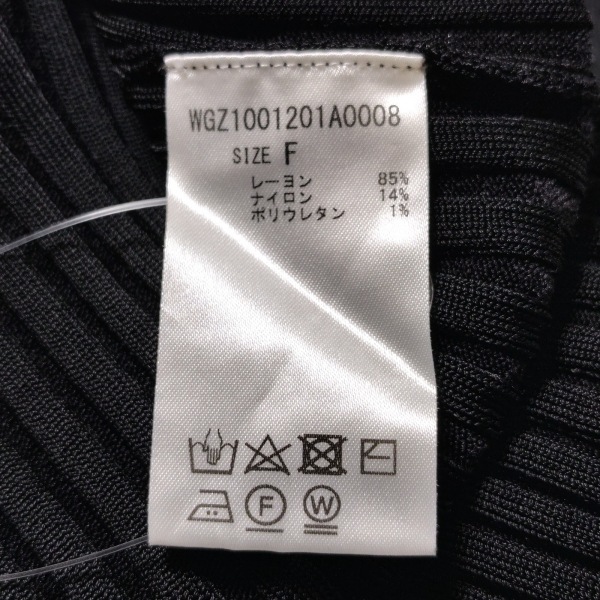 WGZ1001201A0008
SIZE F
レーヨン 85%
ナイロン 14%
ポリウレタン 1%
F W